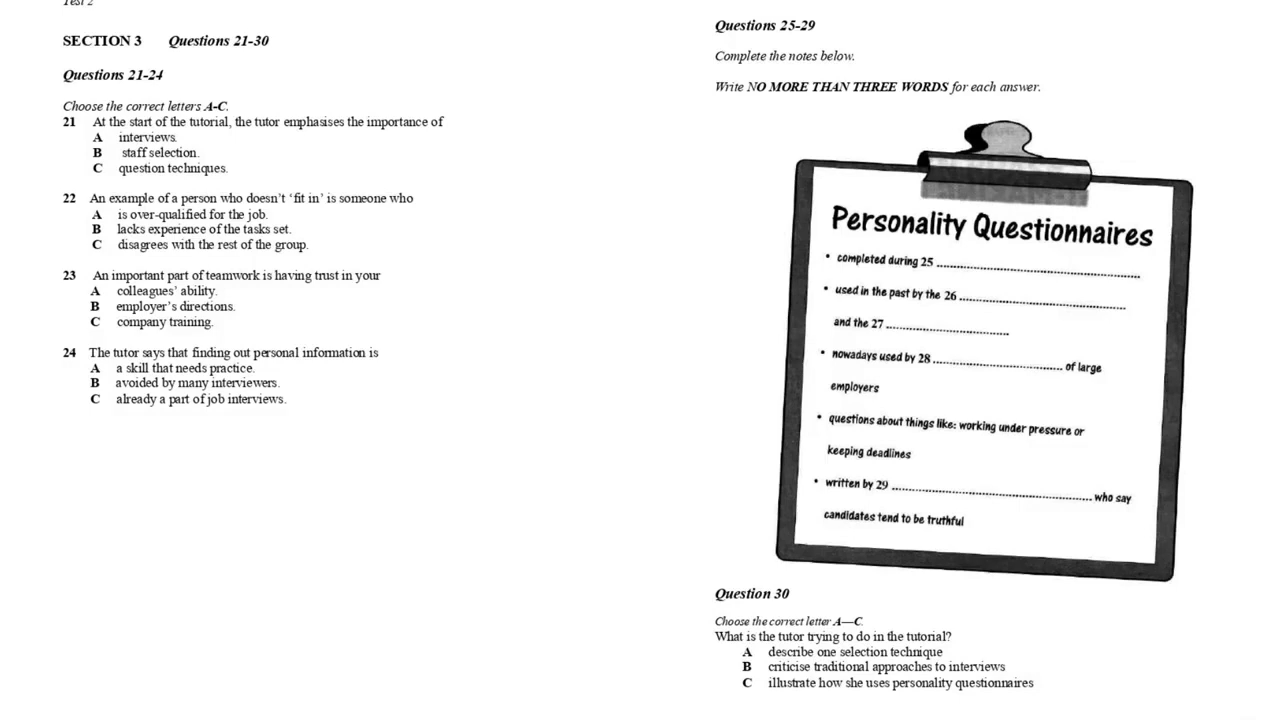 Test 2
SECTION 3 Questions 21-30
Questions 21-24
Choose the correct letters A-C.
21 At the start of the tutorial, the tutor emphasises the importance of
A interviews.
B staff selection.
C question techniques.
22 An example of a person who doesn't 'fit in' is someone who
A is over-qualified for the job.
B lacks experience of the tasks set.
C disagrees with the rest of the group.
23 An important part of teamwork is having trust in your
A colleagues' ability.
B employer's directions.
C company training.
24 The tutor says that finding out personal information is
A a skill that needs practice.
B avoided by many interviewers.
C already a part of job interviews.
Questions 25-29
Complete the notes below.
Write NO MORE THAN THREE WORDS for each answer.
Personality Questionnaires
• completed during 25 ........................................
• used in the past by the 26 ........................................
and the 27 ..............................
• nowadays used by 28 ................................ of large
employers
• questions about things like: working under pressure or
keeping deadlines
• written by 29 .................................................. who say
candidates tend to be truthful
Question 30
Choose the correct letter A—C.
What is the tutor trying to do in the tutorial?
A describe one selection technique
B criticise traditional approaches to interviews
C illustrate how she uses personality questionnaires